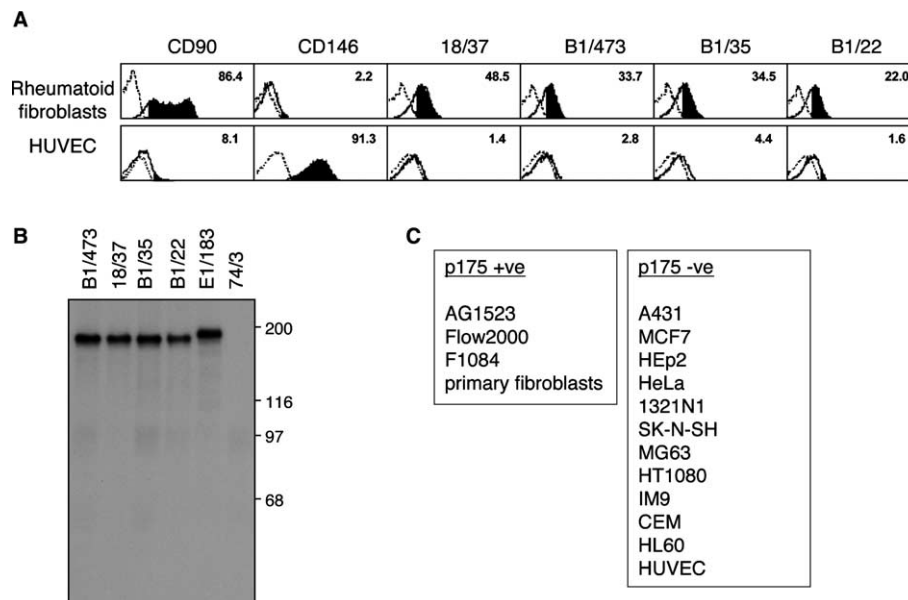 A
CD90 CD146 18/37 B1/473 B1/35 B1/22
Rheumatoid fibroblasts 86.4 2.2 48.5 33.7 34.5 22.0
HUVEC 8.1 91.3 1.4 2.8 4.4 1.6
B
B1/473 18/37 B1/35 B1/22 E1/183 74/3
200
116
97
68
C
p175 +ve
AG1523
Flow2000
F1084
primary fibroblasts
p175 -ve
A431
MCF7
HEp2
HeLa
1321N1
SK-N-SH
MG63
HT1080
IM9
CEM
HL60
HUVEC